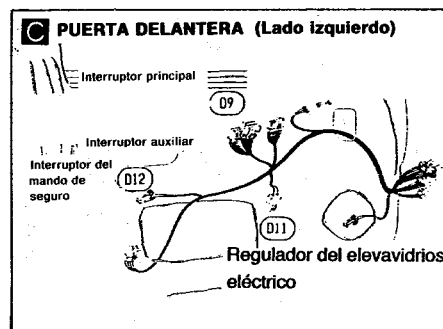 C PUERTA DELANTERA (Lado izquierdo)
Interruptor principal
D9
Interruptor auxiliar
Interruptor del
mando de
seguro
D12
D11
Regulador del elevavidrios
eléctrico